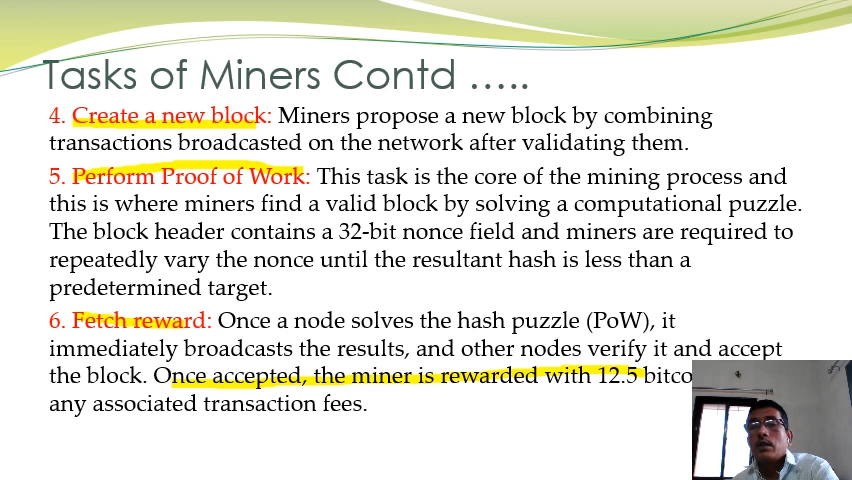 Tasks of Miners Contd …..
4. Create a new block: Miners propose a new block by combining
transactions broadcasted on the network after validating them.
5. Perform Proof of Work: This task is the core of the mining process and
this is where miners find a valid block by solving a computational puzzle.
The block header contains a 32-bit nonce field and miners are required to
repeatedly vary the nonce until the resultant hash is less than a
predetermined target.
6. Fetch reward: Once a node solves the hash puzzle (PoW), it
immediately broadcasts the results, and other nodes verify it and accept
the block. Once accepted, the miner is rewarded with 12.5
any associated transaction fees.